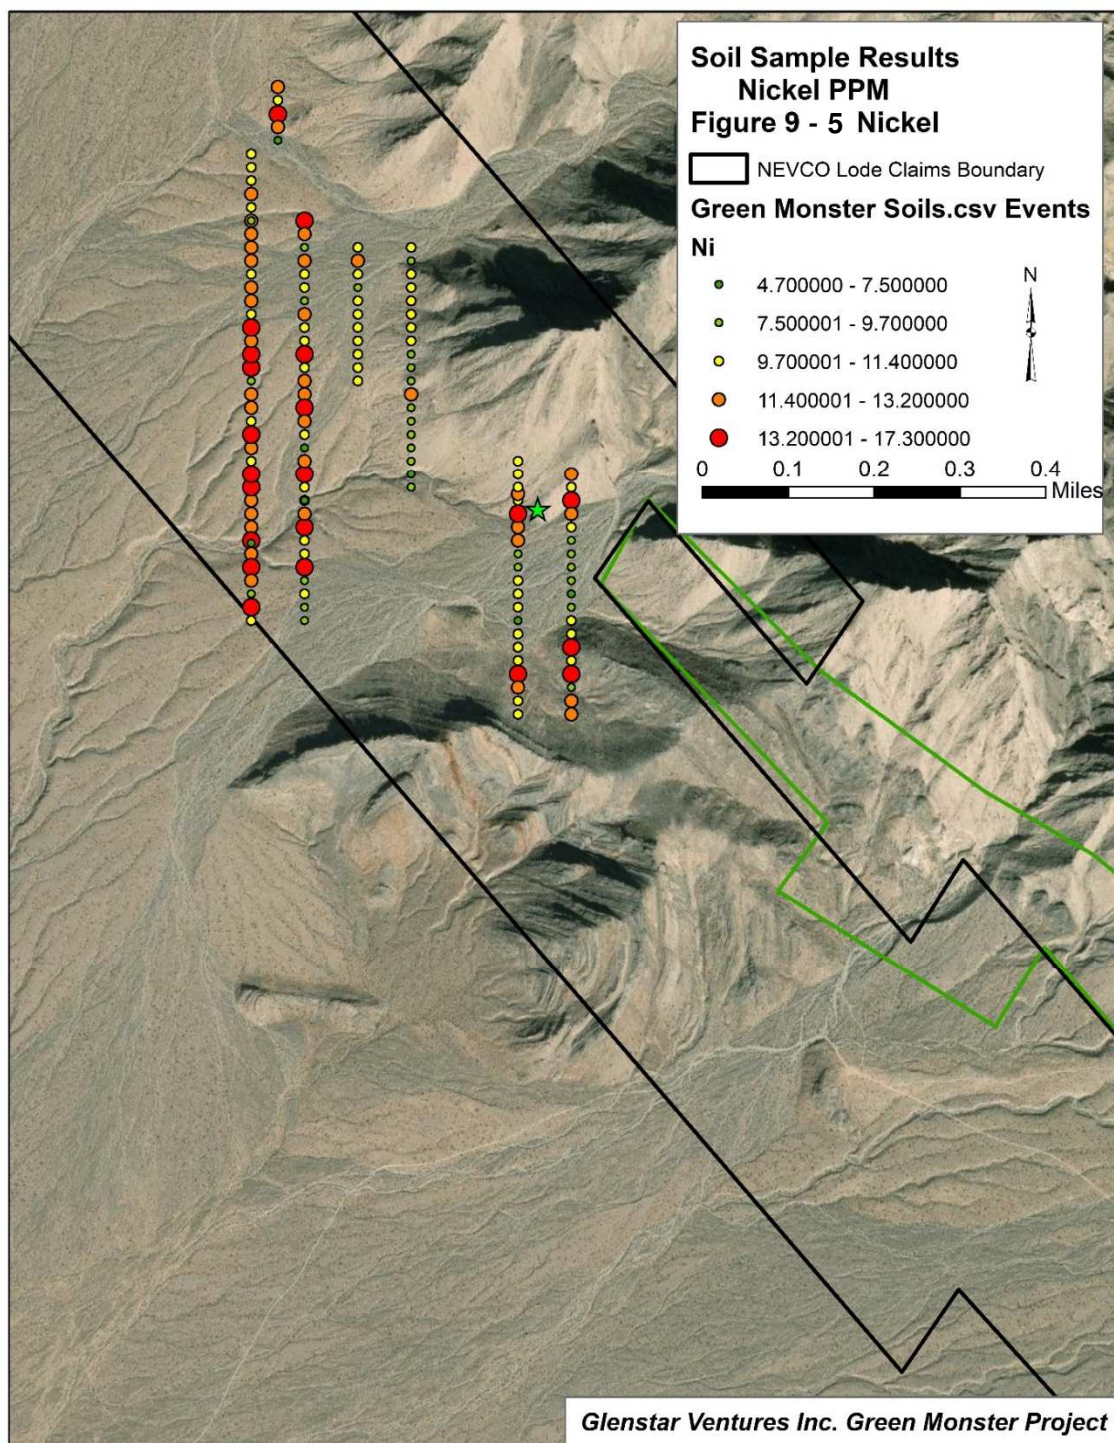 Soil Sample Results
Nickel PPM
Figure 9 - 5 Nickel
NEVCO Lode Claims Boundary
Green Monster Soils.csv Events
Ni
4.700000 - 7.500000
7.500001 - 9.700000
9.700001 - 11.400000
11.400001 - 13.200000
13.200001 - 17.300000
N
0 0.1 0.2 0.3 0.4
Miles
Glenstar Ventures Inc. Green Monster Project